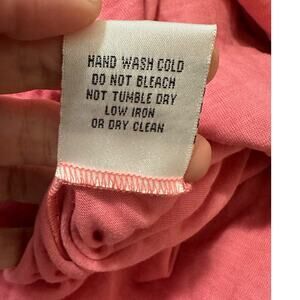 HAND WASH COLD
DO NOT BLEACH
NOT TUMBLE DRY
LOW IRON
OR DRY CLEAN